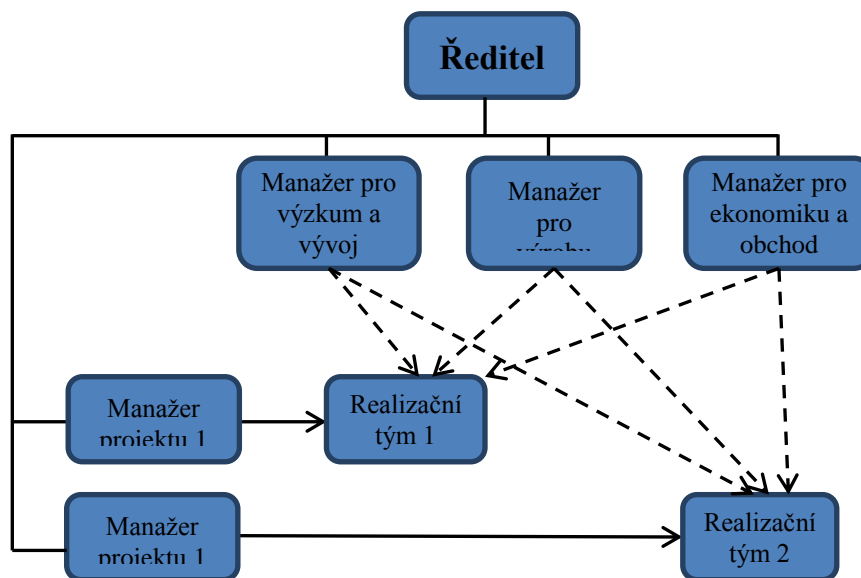 Ředitel
Manažer pro
výzkum a
vývoj
Manažer
pro
výrobu
Manažer pro
ekonomiku a
obchod
Manažer
projektu 1
Realizační
tým 1
Manažer
projektu 1
Realizační
tým 2